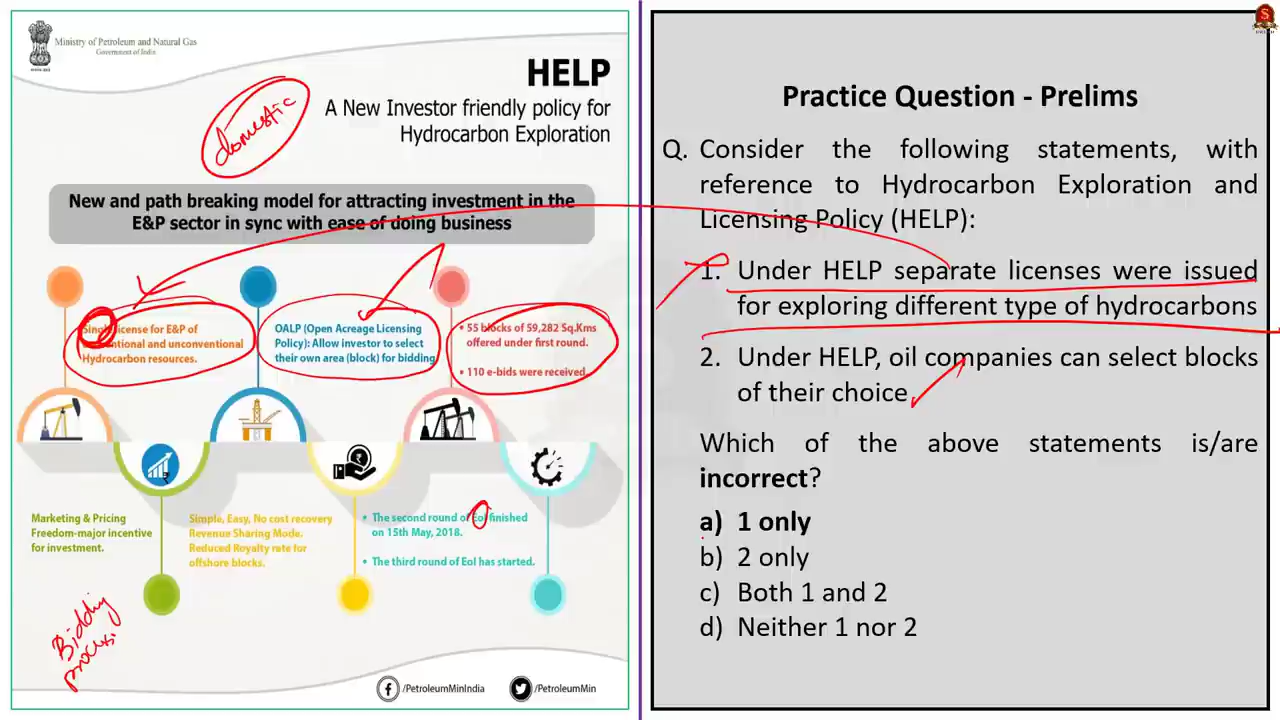 Ministry of Petroleum and Natural Gas
Government of India
HELP
A New Investor friendly policy for
Hydrocarbon Exploration
domestic
New and path breaking model for attracting investment in the
E&P sector in sync with ease of doing business
Single license for E&P of
and unconventional
Hydrocarbon resources.
OALP (Open Acreage Licensing
Policy): Allow investor to select
their own area (block) for bidding
• 55 blocks of 59,282 Sq.Kms
offered under first round.
• 110 e-bids were received.
Marketing & Pricing
Freedom-major incentive
for investment.
Simple, Easy, No cost recovery
Revenue Sharing Mode.
Reduced Royalty rate for
offshore blocks.
• The second round of EoI finished
on 15th May, 2018.
• The third round of EoI has started.
Bidding
process
/PetroleumMinIndia
/PetroleumMin
Practice Question - Prelims
Q. Consider the following statements, with
reference to Hydrocarbon Exploration and
Licensing Policy (HELP):
1. Under HELP separate licenses were issued
for exploring different type of hydrocarbons
2. Under HELP, oil companies can select blocks
of their choice
Which of the above statements is/are
incorrect?
a) 1 only
b) 2 only
c) Both 1 and 2
d) Neither 1 nor 2